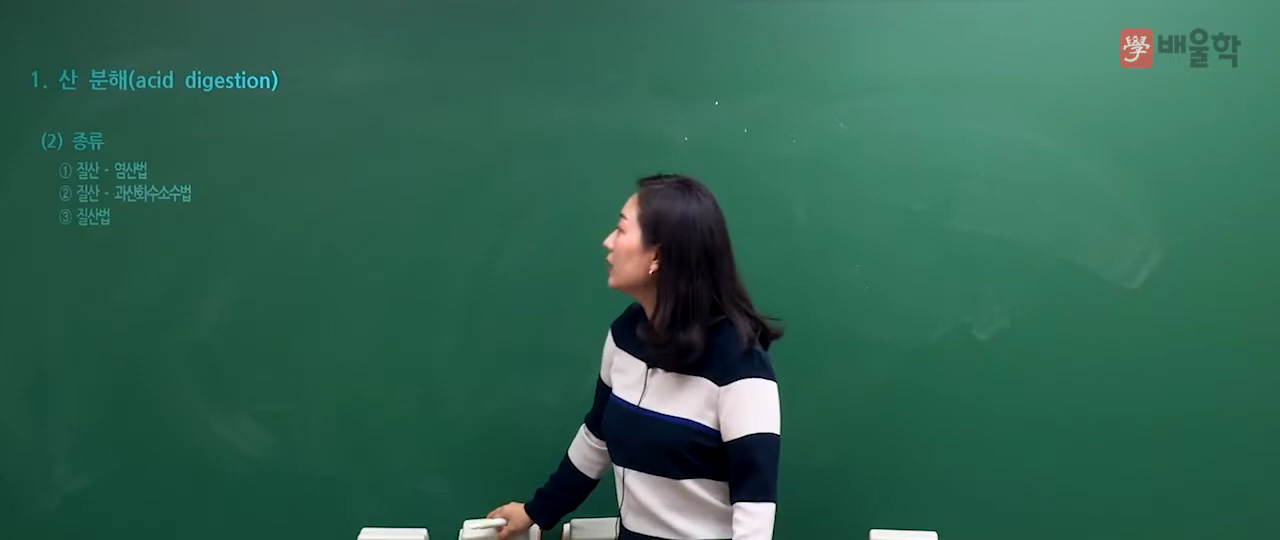 學 배울학
1. 산 분해(acid digestion)
(2) 종류
① 질산 - 염산법
② 질산 - 과산화수소수법
③ 질산법